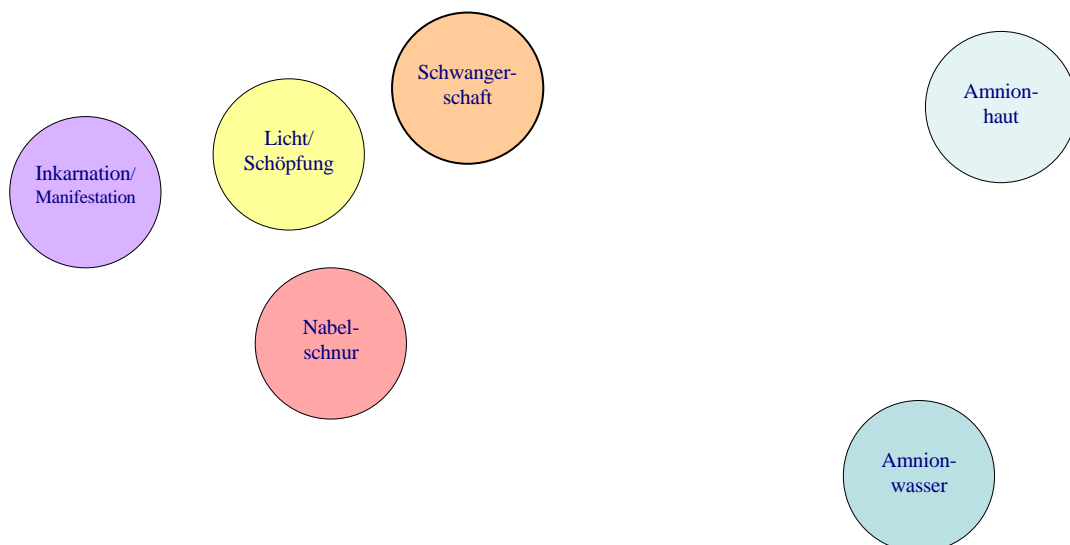 Schwanger-
schaft
Amnion-
haut
Licht/
Schöpfung
Inkarnation/
Manifestation
Nabel-
schnur
Amnion-
wasser